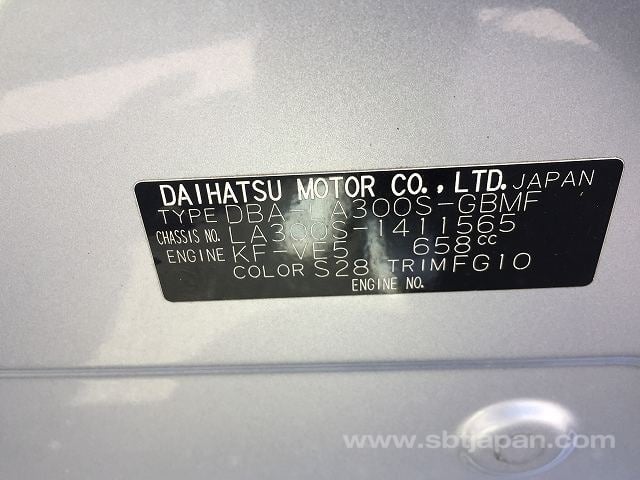 DAIHATSU MOTOR CO., LTD. JAPAN
TYPE DBA-LA300S-GBMF
CHASSIS NO. LA300S-1411565
ENGINE KF-VE5 658cc
COLOR S28 TRIM FG10
ENGINE NO.
www.sbtjapan.com